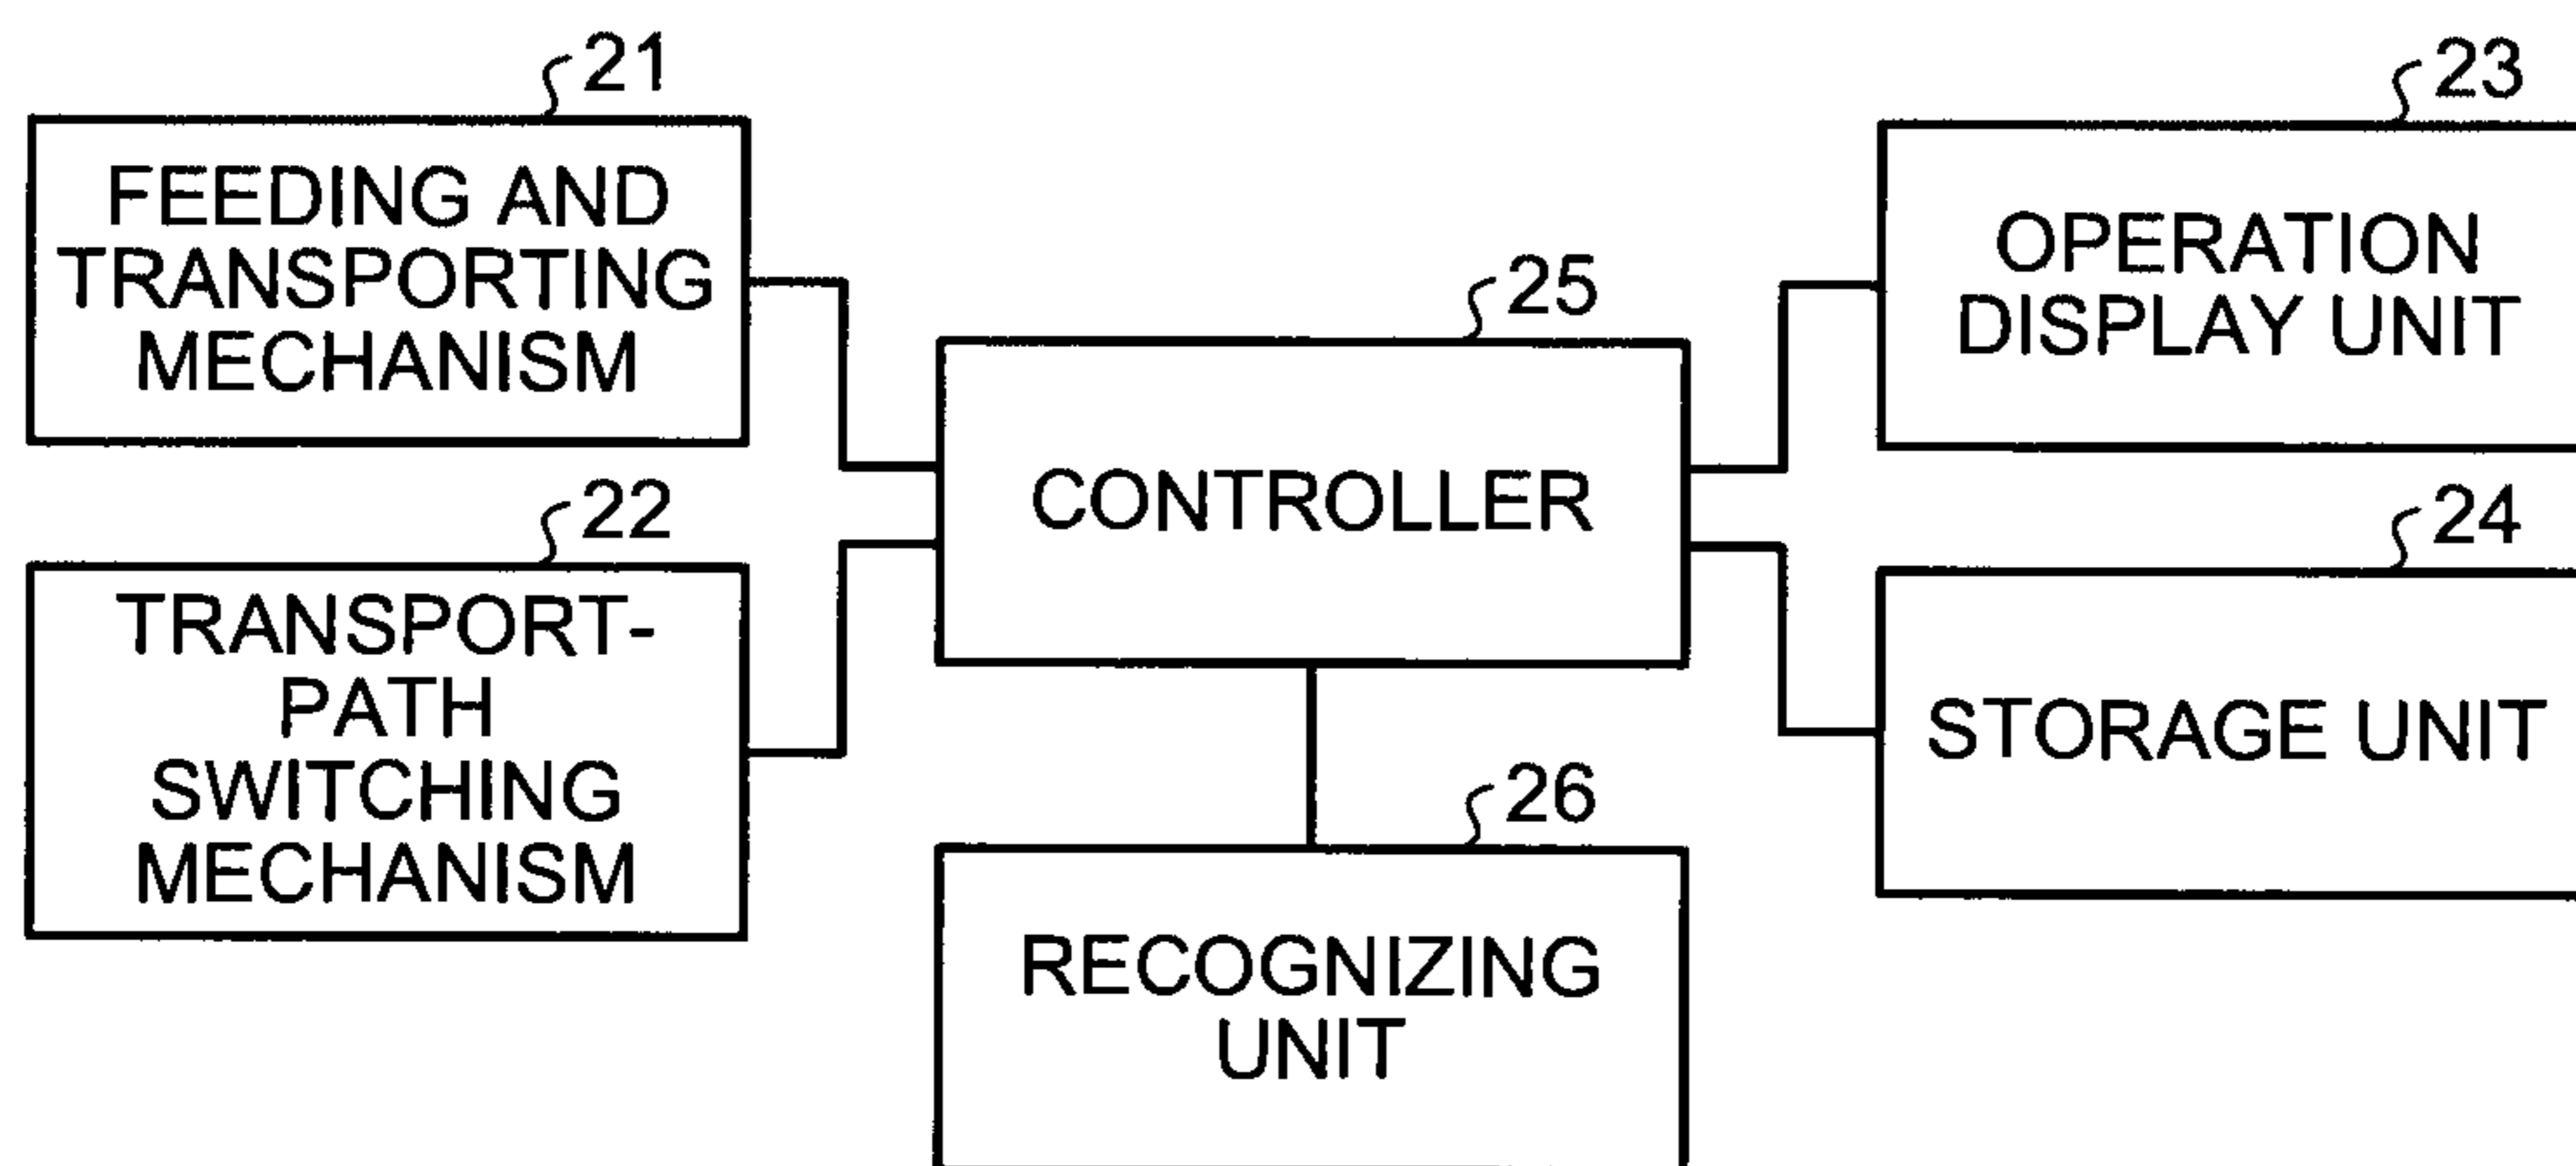 21
FEEDING AND
TRANSPORTING
MECHANISM
22
TRANSPORT-
PATH
SWITCHING
MECHANISM
25
CONTROLLER
26
RECOGNIZING
UNIT
23
OPERATION
DISPLAY UNIT
24
STORAGE UNIT